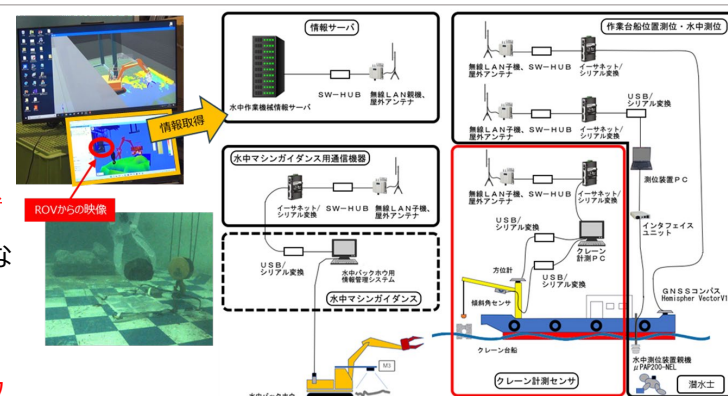 情報サーバ
水中作業機械情報サーバ
SW−HUB
無線LAN親機、
屋外アンテナ
情報取得
ROVからの映像
な
水中マシンガイダンス用通信機器
イーサネット/
シリアル変換
SW−HUB
無線LAN子機、
屋外アンテナ
USB/
シリアル変換
水中バックホウ用
情報管理システム
水中マシンガイダンス
M3
水中バックホウ
作業台船位置測位・水中測位
無線LAN子機、
屋外アンテナ
SW−HUB
イーサネット/
シリアル変換
USB/
シリアル変換
無線LAN子機、
屋外アンテナ
SW−HUB
イーサネット/
シリアル変換
測位装置PC
インタフェイス
ユニット
GNSSコンパス
Hemispher VectorV1
水中測位装置親機
μPAP200-NEL
潜水士
無線LAN子機、
屋外アンテナ
SW−HUB
イーサネット/
シリアル変換
USB/
シリアル変換
クレーン
計測PC
方位計
USB/
シリアル変換
傾斜角センサ
クレーン台船
クレーン計測センサ